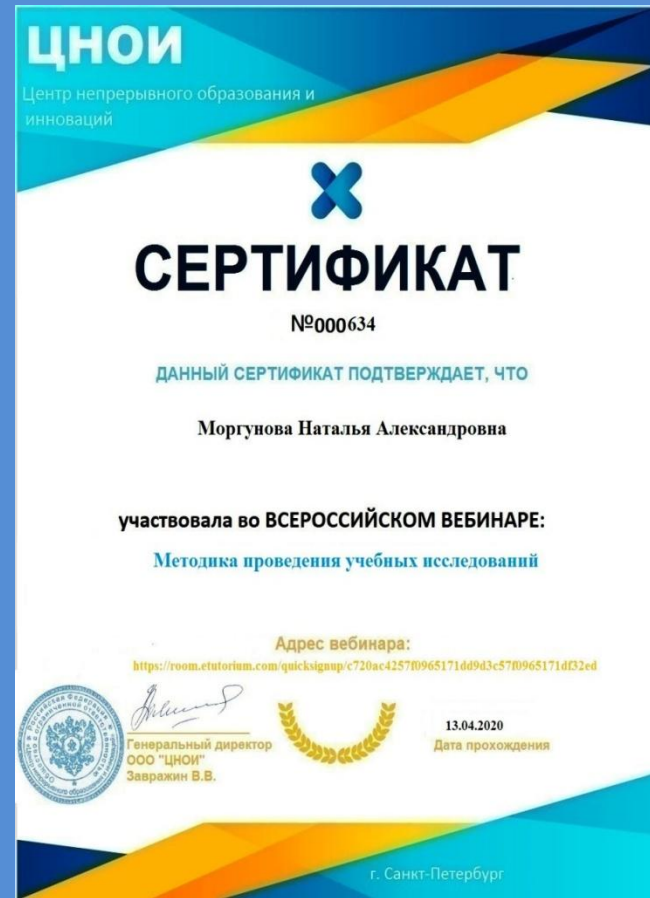 ЦНОИ
Центр непрерывного образования и
инноваций
СЕРТИФИКАТ
№000634
ДАННЫЙ СЕРТИФИКАТ ПОДТВЕРЖДАЕТ, ЧТО
Моргунова Наталья Александровна
участвовала во ВСЕРОССИЙСКОМ ВЕБИНАРЕ:
Методика проведения учебных исследований
Адрес вебинара:
https://room.etutorium.com/quicksignup/c720ac4257f0965171dd9d3c57f0965171df32ed
Генеральный директор
ООО "ЦНОИ"
Завражин В.В.
13.04.2020
Дата прохождения
г. Санкт-Петербург